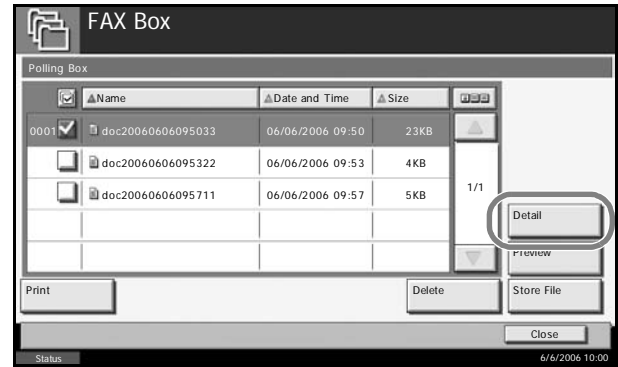 FAX Box
Polling Box
Name Date and Time Size
0001 doc20060606095033 06/06/2006 09:50 23KB
doc20060606095322 06/06/2006 09:53 4KB
doc20060606095711 06/06/2006 09:57 5KB
1/1
Detail
Preview
Print Delete Store File
Close
Status 6/6/2006 10:00